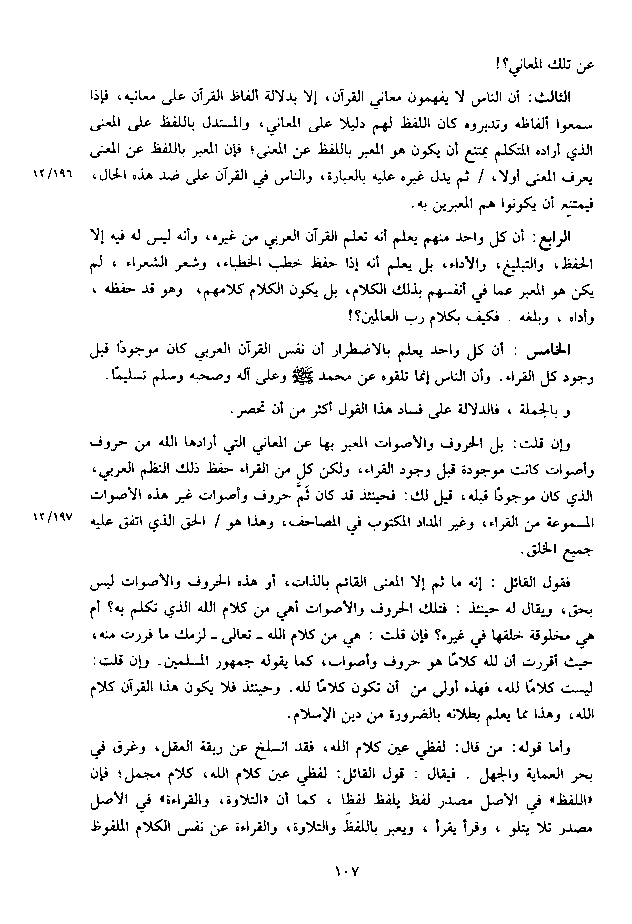 عن تلك المعاني؟!
الثالث: أن الناس لا يفهمون معاني القرآن، إلا بدلالة ألفاظ القرآن على معانيه، فإذا
سمعوا ألفاظه وتدبروه كان اللفظ لهم دليلا على المعاني، والمستدل باللفظ على المعنى
الذي أراده المتكلم يمتنع أن يكون هو المعبر باللفظ عن المعنى؛ فإن المعبر باللفظ عن المعنى
يعرف المعنى أولا، / ثم يدل غيره عليه بالعبارة، والناس في القرآن على ضد هذه الحال،
١٢/١٩٦
فيمتنع أن يكونوا هم المعبرين به.
الرابع: أن كل واحد منهم يعلم أنه تعلم القرآن العربي من غيره، وأنه ليس له فيه إلا
الحفظ، والتبليغ، والأداء، بل يعلم أنه إذا حفظ خطب الخطباء، وشعر الشعراء ، لم
يكن هو المعبر عما في أنفسهم بذلك الكلام، بل يكون الكلام كلامهم، وهو قد حفظه ،
وأداه ، وبلغه . فكيف بكلام رب العالمين؟!
الخامس : أن كل واحد يعلم بالاضطرار أن نفس القرآن العربي كان موجودًا قبل
وجود كل القراء. وأن الناس إنما تلقوه عن محمد ﷺ وعلى آله وصحبه وسلم تسليمًا.
و بالجملة ، فالدلالة على فساد هذا القول أكثر من أن تحصر.
وإن قلت: بل الحروف والأصوات المعبر بها عن المعاني التي أرادها الله من حروف
وأصوات كانت موجودة قبل وجود القراء، ولكن كل من القراء حفظ ذلك النظم العربي،
الذي كان موجودًا قبله، قيل لك: فحينئذ قد كان ثَمَّ حروف وأصوات غير هذه الأصوات
المسموعة من القراء، وغير المداد المكتوب في المصاحف، وهذا هو / الحق الذي اتفق عليه
١٢/١٩٧
جميع الخلق.
فقول القائل : إنه ما ثم إلا المعنى القائم بالذات، أو هذه الحروف والأصوات ليس
بحق، ويقال له حينئذ : فتلك الحروف والأصوات أهي من كلام الله الذي تكلم به؟ أم
هي مخلوقة خلقها في غيره؟ فإن قلت : هي من كلام الله ـ تعالى ـ لزمك ما فررت منه،
حيث أقررت أن لله كلامًا هو حروف وأصوات، كما يقوله جمهور المسلمين. وإن قلت:
ليست كلامًا لله، فهذه أولى من أن تكون كلامًا لله. وحينئذ فلا يكون هذا القرآن كلام
الله، وهذا مما يعلم بطلانه بالضرورة من دين الإسلام.
وأما قوله: من قال: لفظي عين كلام الله، فقد انسلخ عن ربقة العقل، وغرق في
بحر العماية والجهل . فيقال : قول القائل: لفظي عين كلام الله، كلام مجمل؛ فإن
«اللفظ» في الأصل مصدر لفظ يلفظ لفظًا ، كما أن «التلاوة، والقراءة» في الأصل
مصدر تلا يتلو ، وقرأ يقرأ ، ويعبر باللفظ والتلاوة، والقراءة عن نفس الكلام الملفوظ
١٠٧